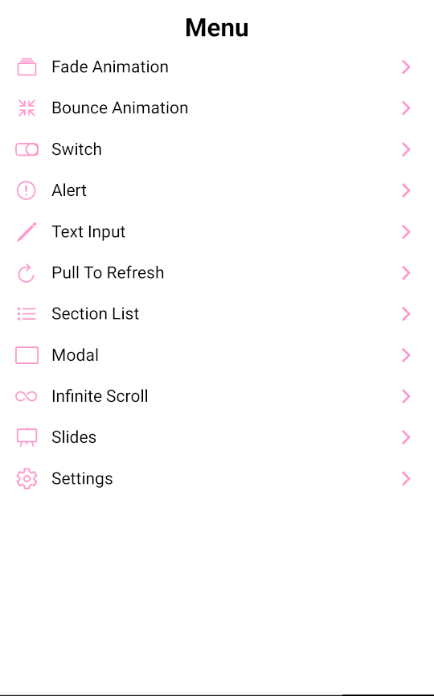 Menu
Fade Animation
Bounce Animation
Switch
Alert
Text Input
Pull To Refresh
Section List
Modal
Infinite Scroll
Slides
Settings